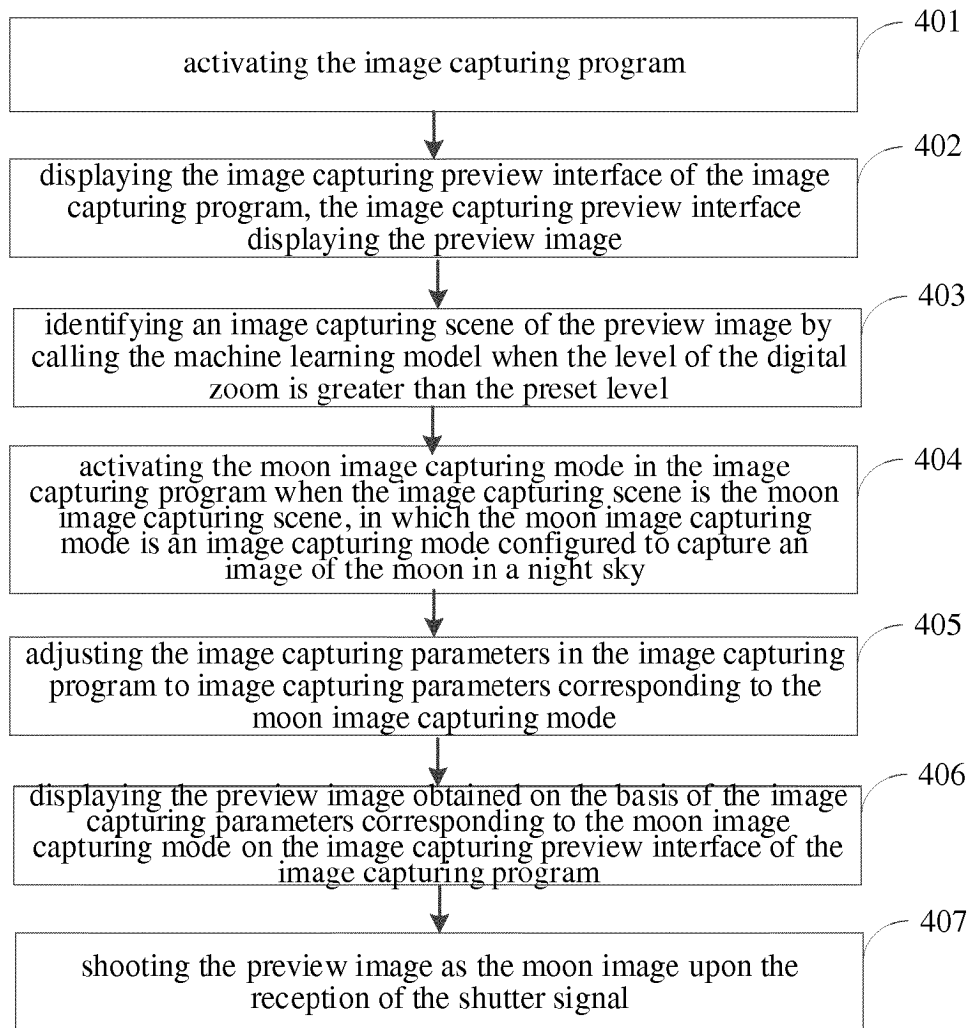 401
activating the image capturing program
402
displaying the image capturing preview interface of the image
capturing program, the image capturing preview interface
displaying the preview image
403
identifying an image capturing scene of the preview image by
calling the machine learning model when the level of the digital
zoom is greater than the preset level
404
activating the moon image capturing mode in the image
capturing program when the image capturing scene is the moon
image capturing scene, in which the moon image capturing
mode is an image capturing mode configured to capture an
image of the moon in a night sky
405
adjusting the image capturing parameters in the image capturing
program to image capturing parameters corresponding to the
moon image capturing mode
406
displaying the preview image obtained on the basis of the image
capturing parameters corresponding to the moon image
capturing mode on the image capturing preview interface of the
image capturing program
407
shooting the preview image as the moon image upon the
reception of the shutter signal